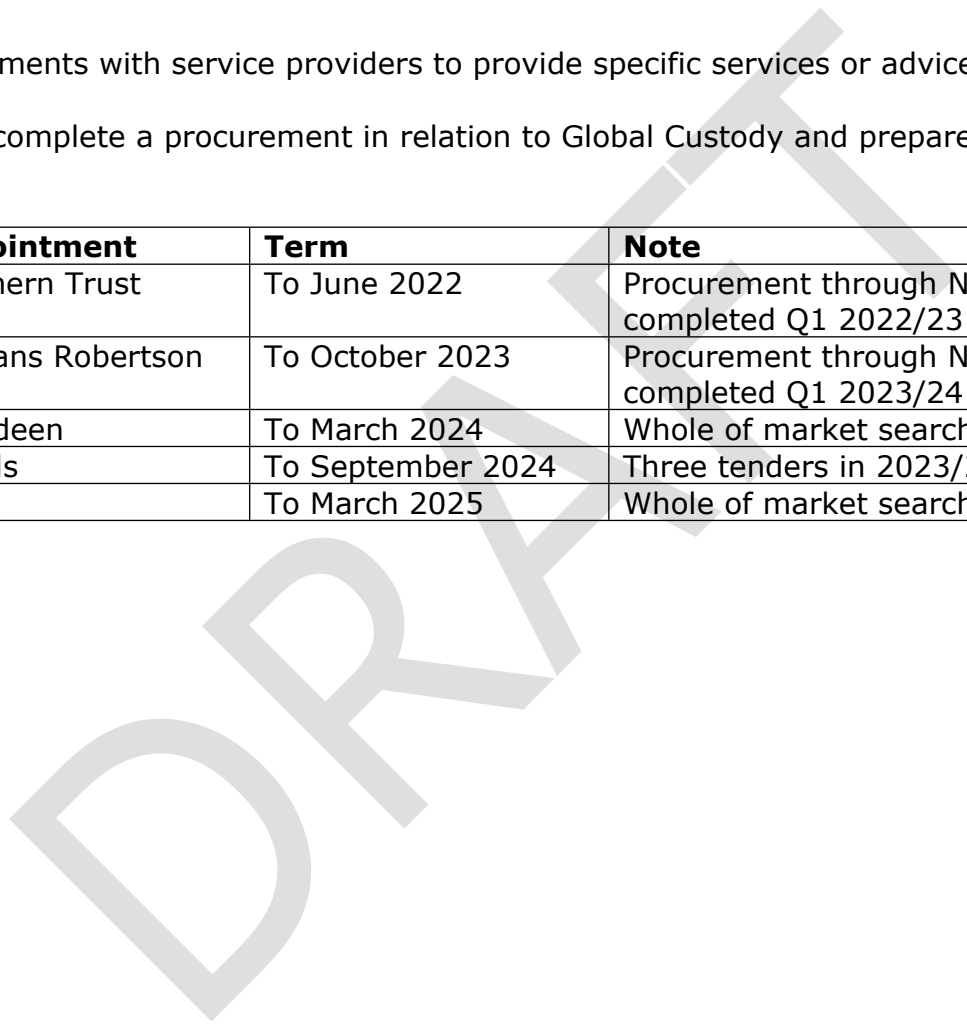 ments with service providers to provide specific services or advice
complete a procurement in relation to Global Custody and prepare
ointment Term Note
hern Trust To June 2022 Procurement through N
completed Q1 2022/23
ans Robertson To October 2023 Procurement through N
completed Q1 2023/24
deen To March 2024 Whole of market search
ls To September 2024 Three tenders in 2023/
To March 2025 Whole of market search
DRAFT